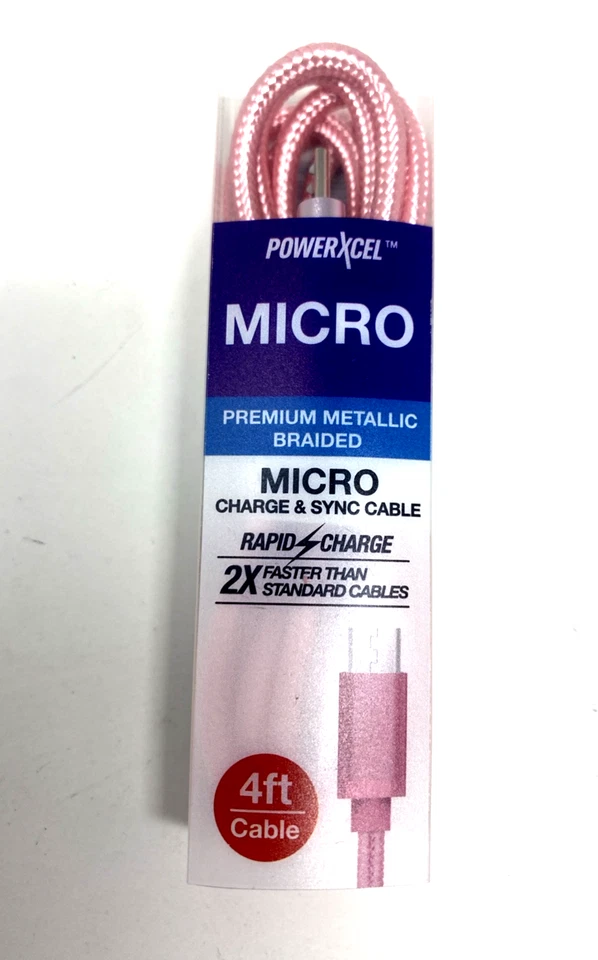 POWERXCEL™
MICRO
PREMIUM METALLIC
BRAIDED
MICRO
CHARGE & SYNC CABLE
RAPID CHARGE
2X FASTER THAN
STANDARD CABLES
4ft
Cable